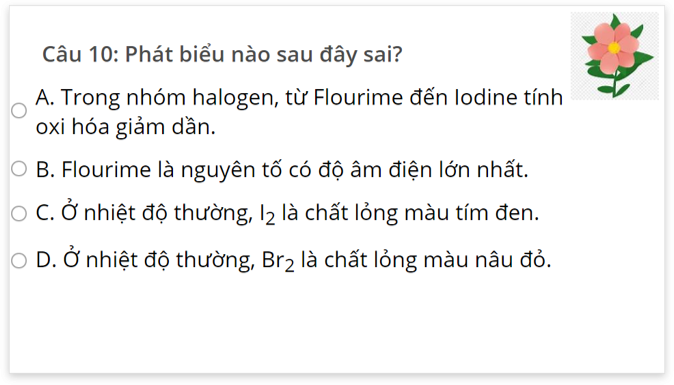 Câu 10: Phát biểu nào sau đây sai?
A. Trong nhóm halogen, từ Flourime đến Iodine tính
oxi hóa giảm dần.
B. Flourime là nguyên tố có độ âm điện lớn nhất.
C. Ở nhiệt độ thường, I₂ là chất lỏng màu tím đen.
D. Ở nhiệt độ thường, Br₂ là chất lỏng màu nâu đỏ.